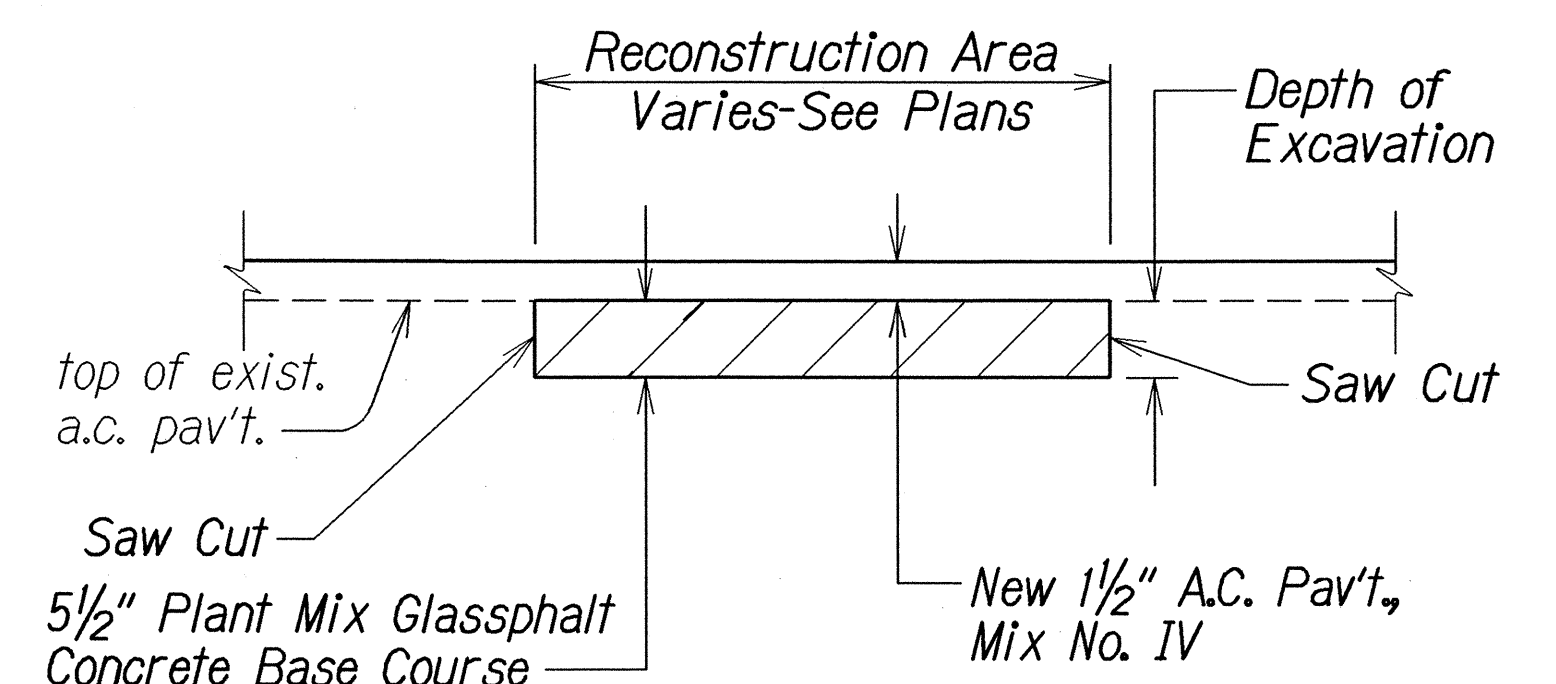 Reconstruction Area
Varies-See Plans
Depth of
Excavation
top of exist.
a.c. pav't.
Saw Cut
Saw Cut
5½" Plant Mix Glassphalt
Concrete Base Course
New 1½" A.C. Pav't.,
Mix No. IV